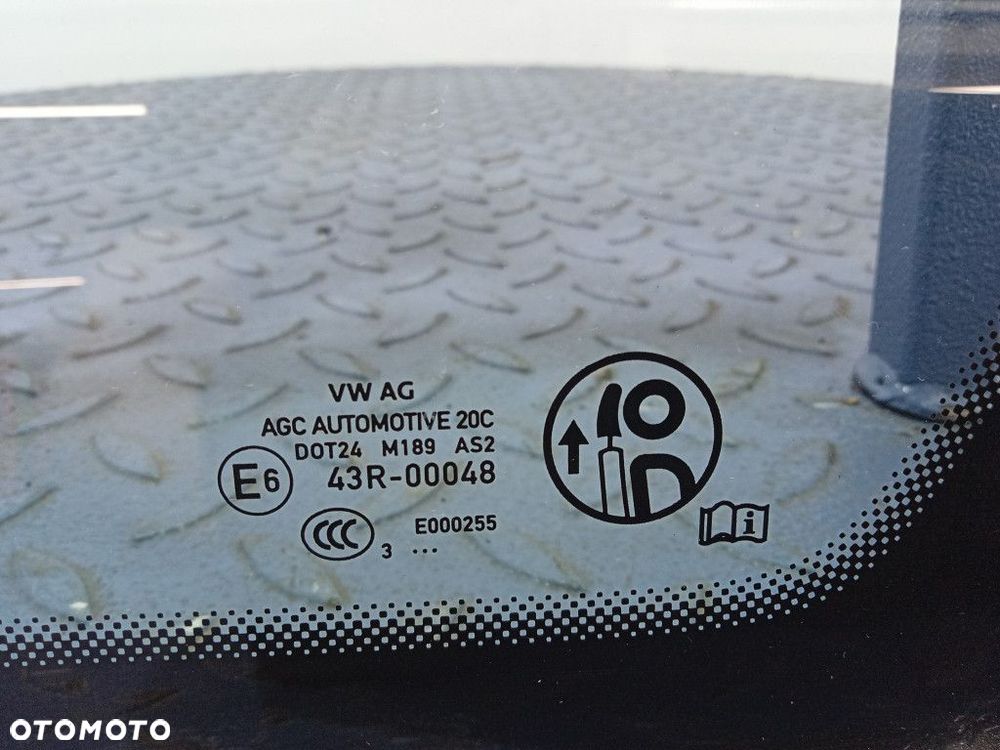 VW AG
AGC AUTOMOTIVE 20C
DOT24 M189 AS2
E6 43R-00048
CCC E000255
3 ...
i
OTOMOTO